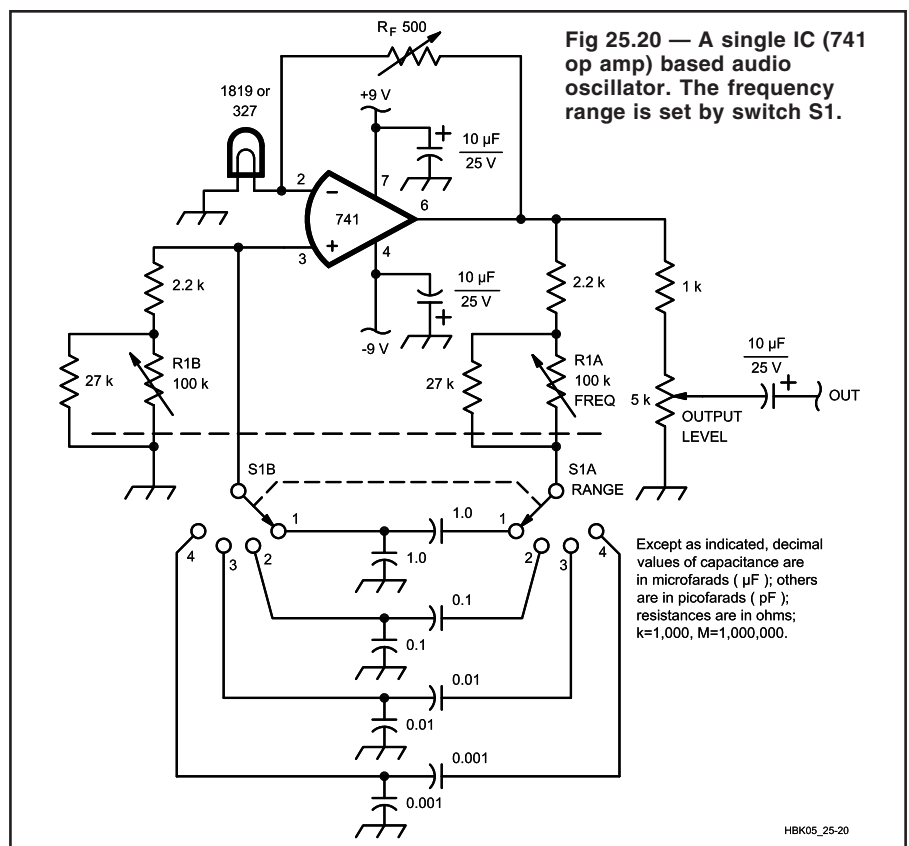 Fig 25.20 — A single IC (741
op amp) based audio
oscillator. The frequency
range is set by switch S1.
RF 500
1819 or
327
+9 V
+
10 µF
25 V
2
7
–
741
6
+
3
4
10 µF
25 V
+
-9 V
2.2 k
27 k
R1B
100 k
2.2 k
27 k
R1A
100 k
FREQ
1 k
5 k
OUTPUT
LEVEL
10 µF
25 V
+
OUT
S1B
S1A
RANGE
1
1.0
1
1.0
4
3
2
2
3
4
0.1
0.1
0.01
0.01
0.001
0.001
Except as indicated, decimal
values of capacitance are
in microfarads ( µF ); others
are in picofarads ( pF );
resistances are in ohms;
k=1,000, M=1,000,000.
HBK05_25-20